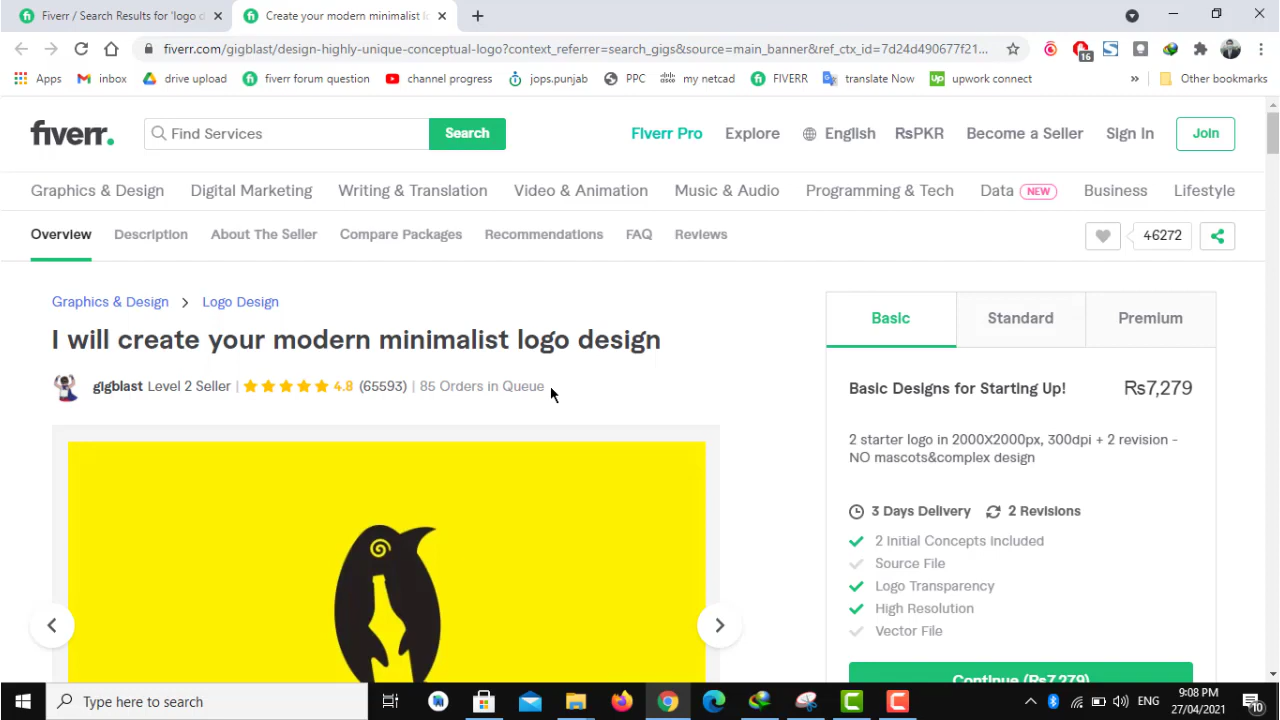 Fiverr / Search Results for 'logo d
Create your modern minimalist lo
fiverr.com/gigblast/design-highly-unique-conceptual-logo?context_referrer=search_gigs&source=main_banner&ref_ctx_id=7d24d490677f21...
16
Apps inbox drive upload fiverr forum question channel progress jops.punjab PPC my netcad FIVERR translate Now Up upwork connect » Other bookmarks
fiverr. Find Services Search Fiverr Pro Explore English RsPKR Become a Seller Sign In Join
Graphics & Design Digital Marketing Writing & Translation Video & Animation Music & Audio Programming & Tech Data NEW Business Lifestyle
Overview Description About The Seller Compare Packages Recommendations FAQ Reviews 46272
Graphics & Design > Logo Design
I will create your modern minimalist logo design
gigblast Level 2 Seller | 4.8 (65593) | 85 Orders in Queue
Basic Standard Premium
Basic Designs for Starting Up! Rs7,279
2 starter logo in 2000X2000px, 300dpi + 2 revision -
NO mascots&complex design
3 Days Delivery 2 Revisions
2 Initial Concepts Included
Source File
Logo Transparency
High Resolution
Vector File
Continue (Rs7,279)
Type here to search
ENG
9:08 PM
27/04/2021
10